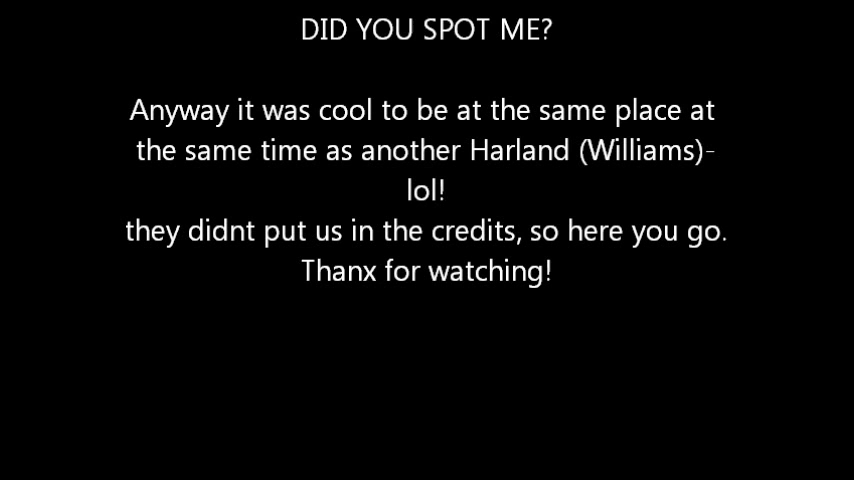 DID YOU SPOT ME?
Anyway it was cool to be at the same place at
the same time as another Harland (Williams)-
lol!
they didnt put us in the credits, so here you go.
Thanx for watching!